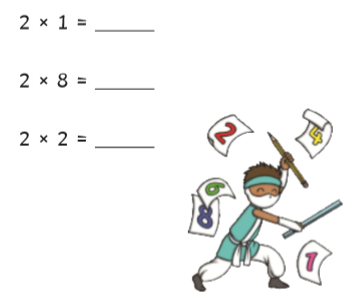 2 × 1 = ______
2 × 8 = ______
2 × 2 = ______
2
4
6
8
1